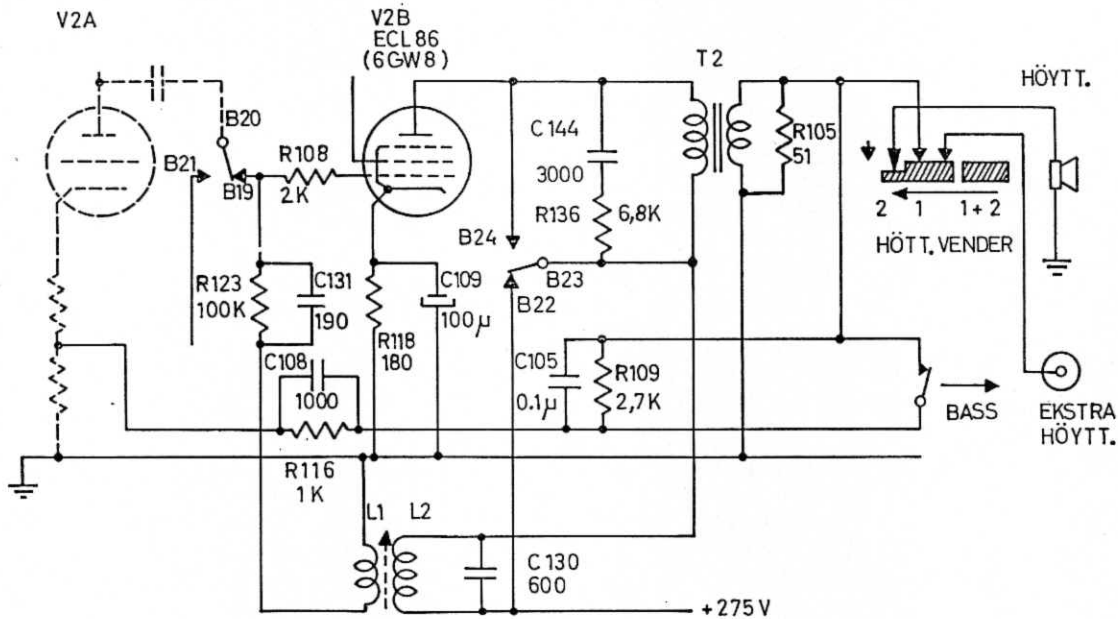 V2A
V2B
ECL 86
(6GW8)
T2
HÖYTT.
B20
B21
B19
R108
2K
C144
3000
R136
6,8K
R105
51
2 1 1+2
HÖTT. VENDER
B24
B23
B22
R123
100K
C131
190
C109
100µ
R118
180
C108
1000
C105
0.1µ
R109
2,7K
BASS
EKSTRA
HÖYTT.
R116
1K
L1 L2
C130
600
+275V